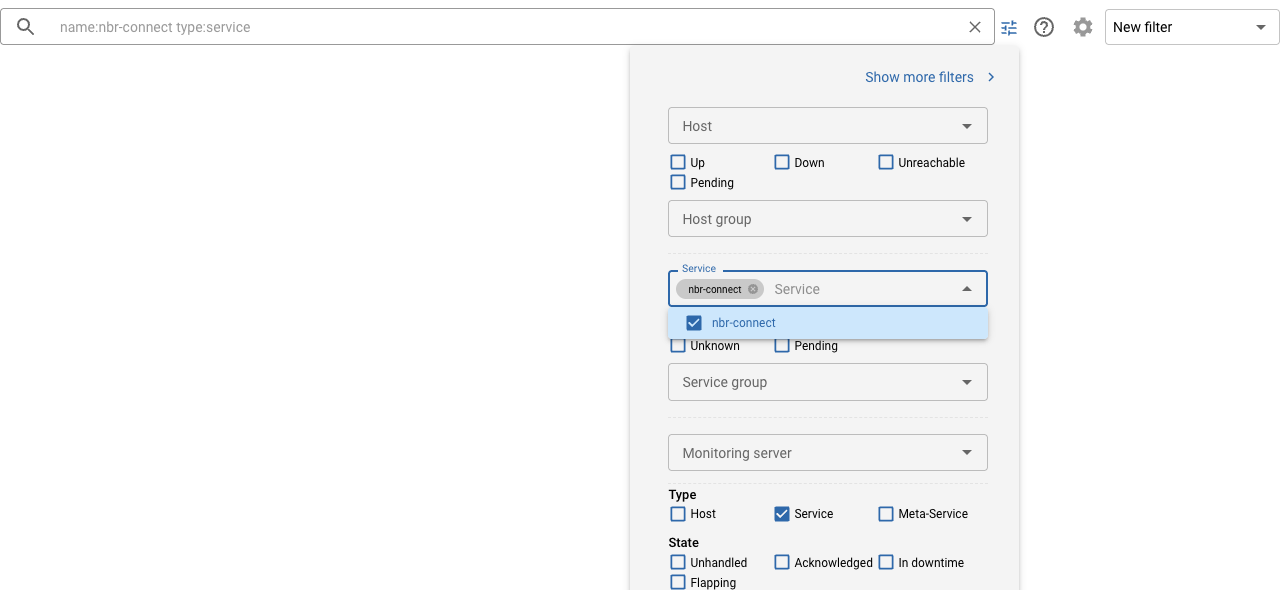 name:nbr-connect type:service
New filter
Show more filters
Host
Up
Down
Unreachable
Pending
Host group
Service
nbr-connect
Service
nbr-connect
Unknown
Pending
Service group
Monitoring server
Type
Host
Service
Meta-Service
State
Unhandled
Acknowledged
In downtime
Flapping